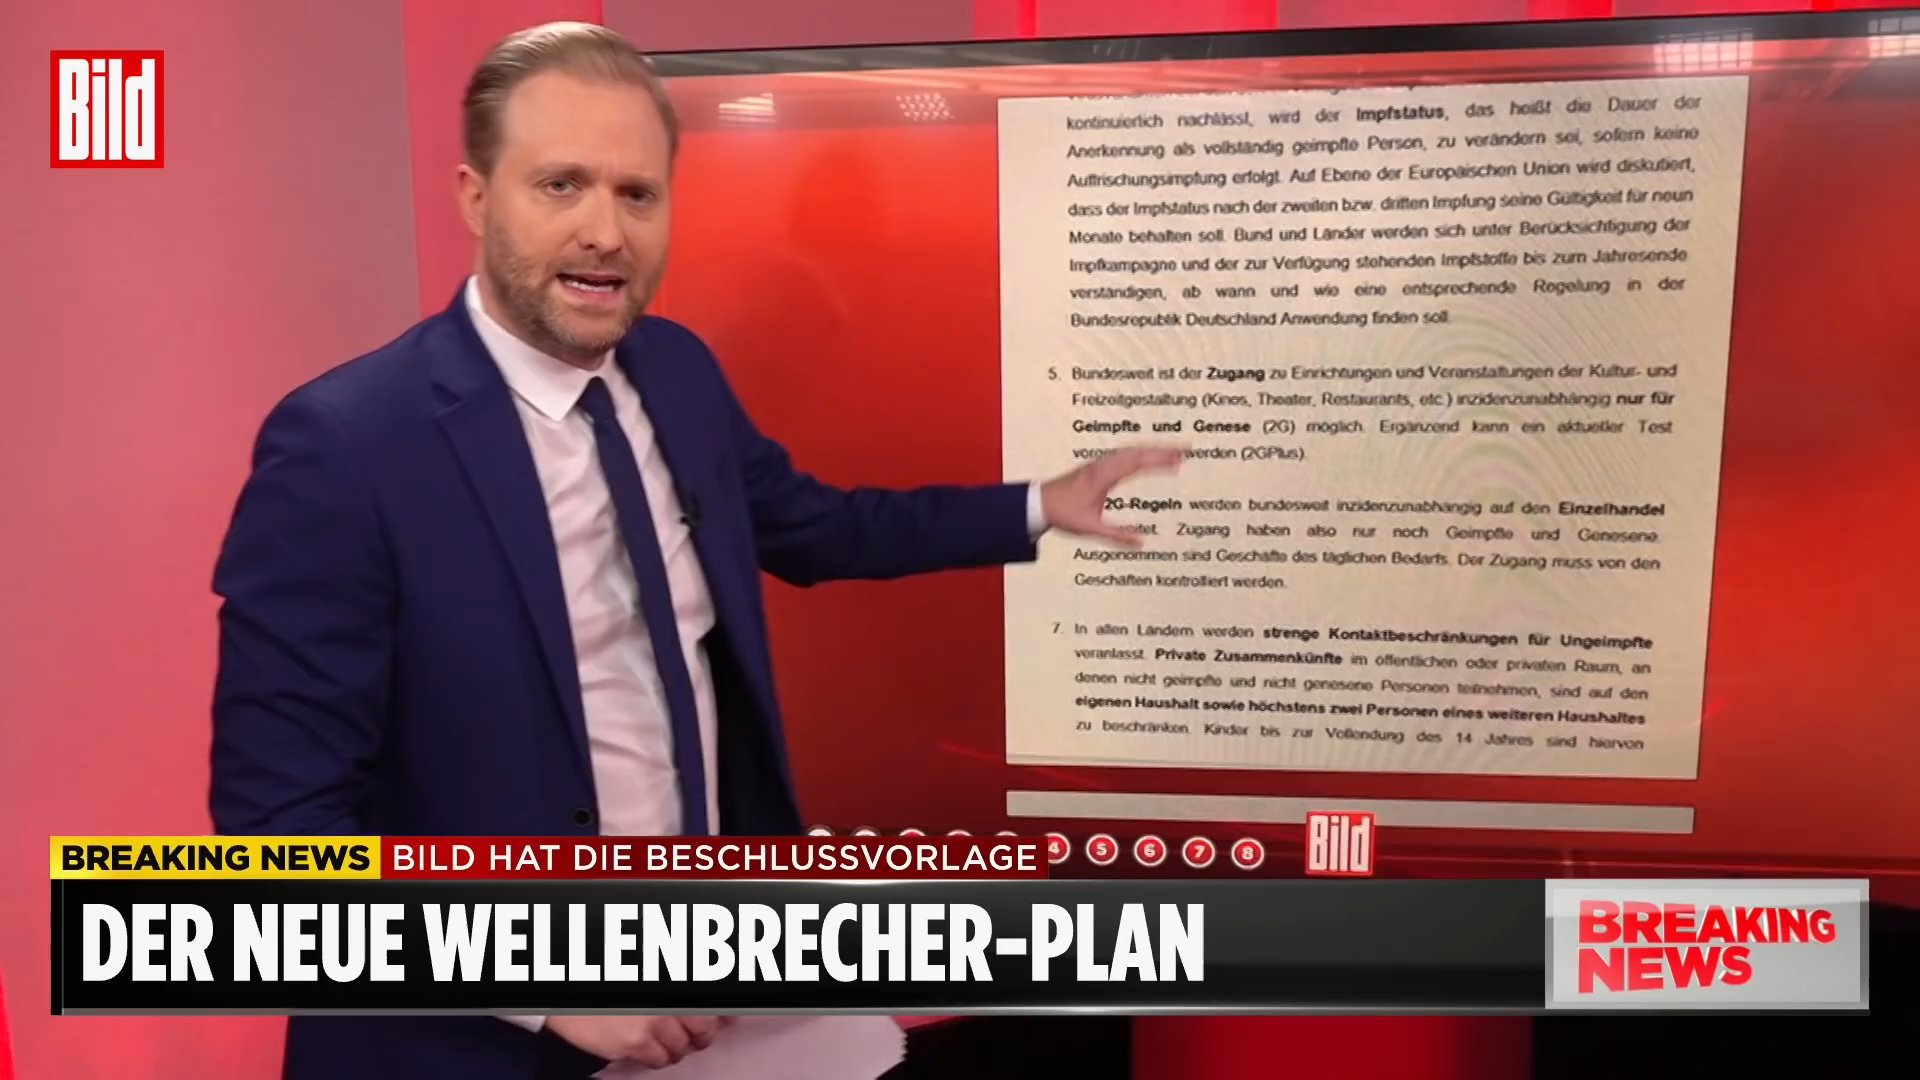 Bild
kontinuierlich nachlässt, wird der Impfstatus, das heißt die Dauer der
Anerkennung als vollständig geimpfte Person, zu verändern sei, sofern keine
Auffrischungsimpfung erfolgt. Auf Ebene der Europäischen Union wird diskutiert,
dass der Impfstatus nach der zweiten bzw. dritten Impfung seine Gültigkeit für neun
Monate behalten soll. Bund und Länder werden sich unter Berücksichtigung der
Impfkampagne und der zur Verfügung stehenden Impfstoffe bis zum Jahresende
verständigen, ab wann und wie eine entsprechende Regelung in der
Bundesrepublik Deutschland Anwendung finden soll.
5. Bundesweit ist der Zugang zu Einrichtungen und Veranstaltungen der Kultur- und
Freizeitgestaltung (Kinos, Theater, Restaurants, etc.) inzidenzunabhängig nur für
Geimpfte und Genese (2G) möglich. Ergänzend kann ein aktueller Test
werden (2GPlus).
2G-Regeln werden bundesweit inzidenzunabhängig auf den Einzelhandel
Zugang haben also nur noch Geimpfte und Genesene.
Ausgenommen sind Geschäfte des täglichen Bedarfs. Der Zugang muss von den
Geschäften kontrolliert werden.
7. In allen Ländern werden strenge Kontaktbeschränkungen für Ungeimpfte
veranlasst. Private Zusammenkünfte im öffentlichen oder privaten Raum, an
denen nicht geimpfte und nicht genesene Personen teilnehmen, sind auf den
eigenen Haushalt sowie höchstens zwei Personen eines weiteren Haushaltes
zu beschränken. Kinder bis zur Vollendung des 14 Jahres sind hiervon
4 5 6 7 8
Bild
BREAKING NEWS BILD HAT DIE BESCHLUSSVORLAGE
DER NEUE WELLENBRECHER-PLAN
BREAKING
NEWS